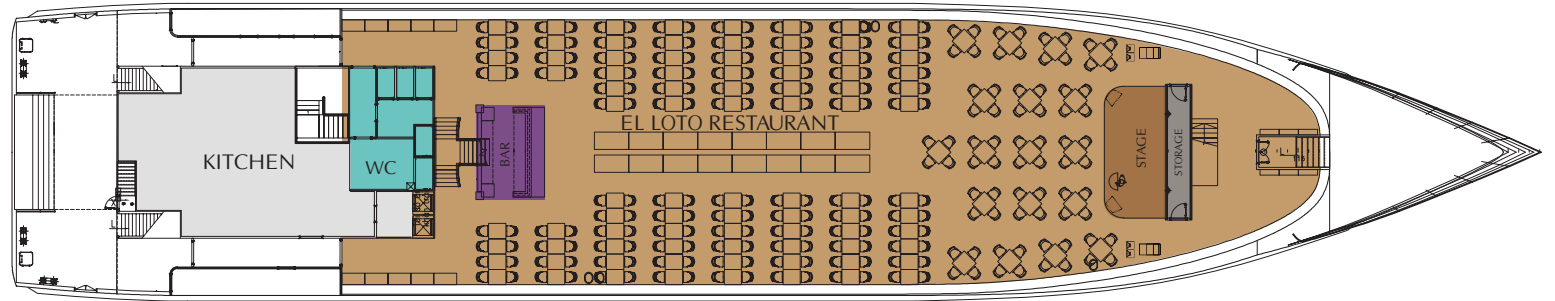 EL LOTO RESTAURANT
KITCHEN
WC
BAR
STAGE
STORAGE